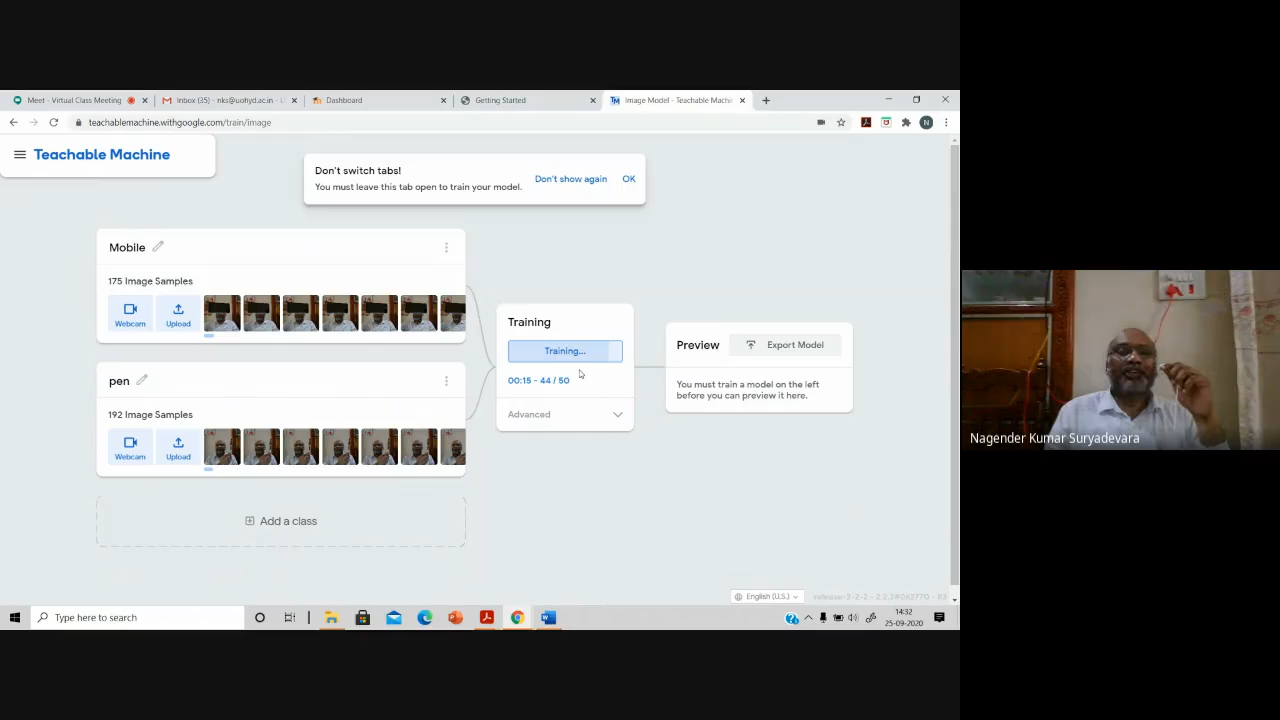 Meet - Virtual Class Meeting
Inbox (35) - nks@uohyd.ac.in - U
Dashboard
Getting Started
Image Model - Teachable Machin
teachablemachine.withgoogle.com/train/image
Teachable Machine
Don't switch tabs!
You must leave this tab open to train your model.
Don't show again
OK
Mobile
175 Image Samples
Webcam
Upload
pen
192 Image Samples
Webcam
Upload
Add a class
Training
Training...
00:15 - 44 / 50
Advanced
Preview
Export Model
You must train a model on the left
before you can preview it here.
Nagender Kumar Suryadevara
English (U.S.)
Type here to search
14:32
25-09-2020